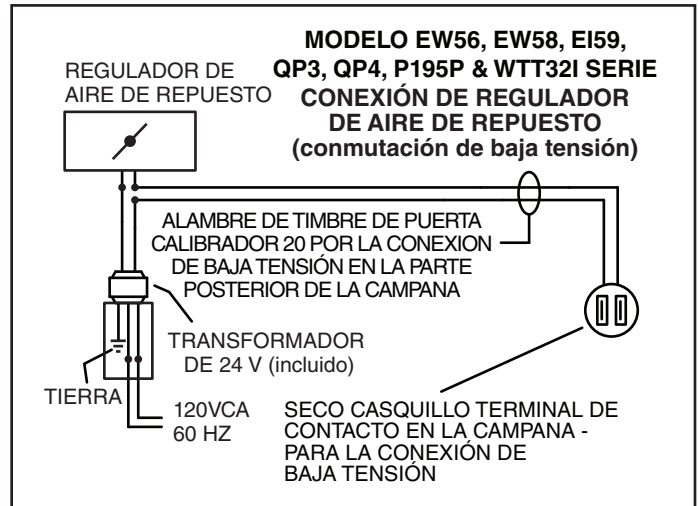 MODELO EW56, EW58, EI59,
QP3, QP4, P195P & WTT32I SERIE
CONEXIÓN DE REGULADOR
DE AIRE DE REPUESTO
(conmutación de baja tensión)
REGULADOR DE
AIRE DE REPUESTO
ALAMBRE DE TIMBRE DE PUERTA
CALIBRADOR 20 POR LA CONEXION
DE BAJA TENSIÓN EN LA PARTE
POSTERIOR DE LA CAMPANA
TRANSFORMADOR
DE 24 V (incluido)
TIERRA
120VCA
60 HZ
SECO CASQUILLO TERMINAL DE
CONTACTO EN LA CAMPANA -
PARA LA CONEXIÓN DE
BAJA TENSIÓN